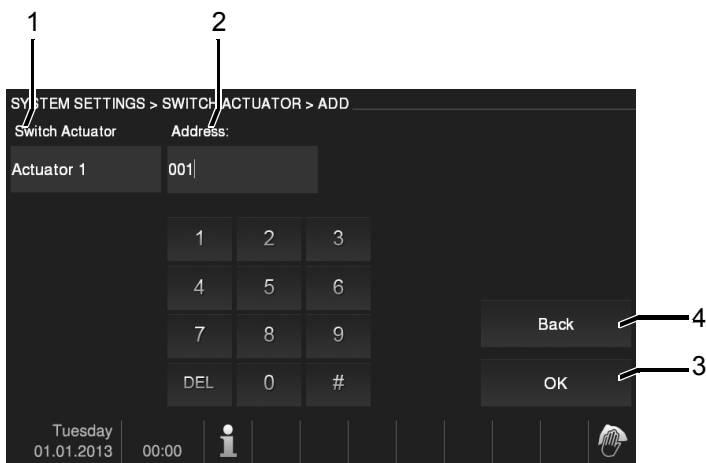 1
2
SYSTEM SETTINGS > SWITCH ACTUATOR > ADD
Switch Actuator
Address:
Actuator 1
001
1 2 3
4 5 6
7 8 9
DEL 0 #
Back
4
OK
3
Tuesday
01.01.2013
00:00
i